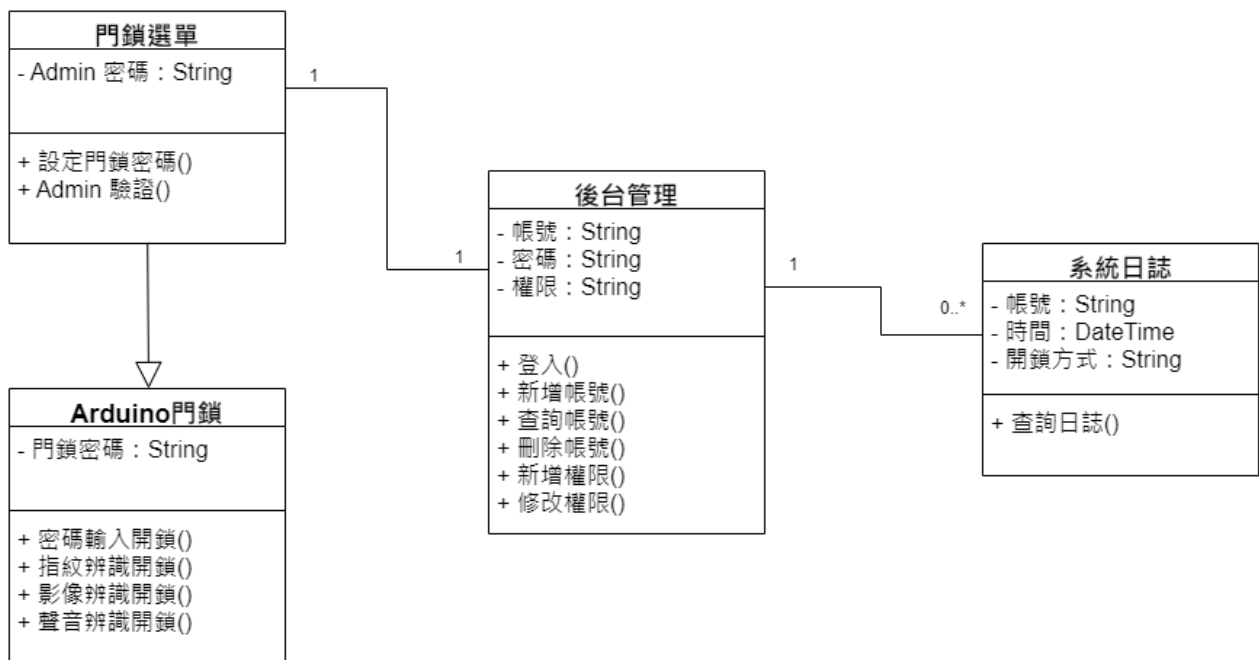 門鎖選單
- Admin 密碼：String
+ 設定門鎖密碼()
+ Admin 驗證()
1
1
後台管理
- 帳號：String
- 密碼：String
- 權限：String
+ 登入()
+ 新增帳號()
+ 查詢帳號()
+ 刪除帳號()
+ 新增權限()
+ 修改權限()
1
0..*
系統日誌
- 帳號：String
- 時間：DateTime
- 開鎖方式：String
+ 查詢日誌()
Arduino門鎖
- 門鎖密碼：String
+ 密碼輸入開鎖()
+ 指紋辨識開鎖()
+ 影像辨識開鎖()
+ 聲音辨識開鎖()